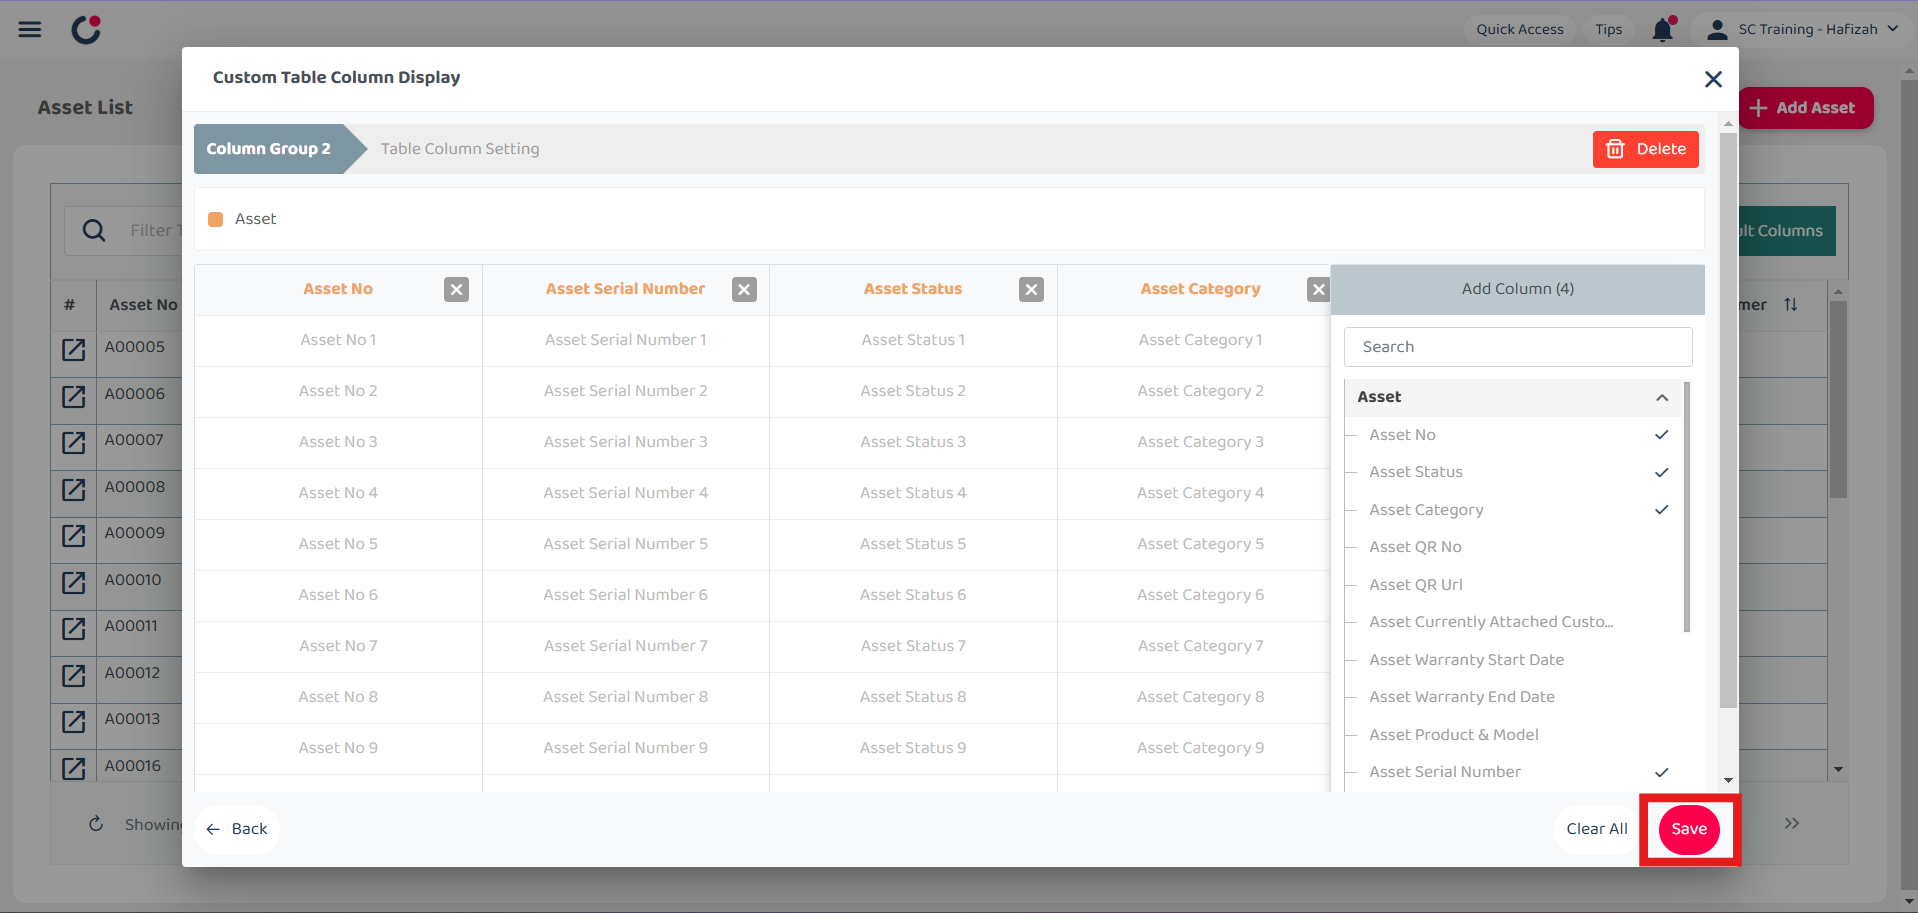 Quick Access
Tips
SC Training - Hafizah
Custom Table Column Display
Asset List
Add Asset
Column Group 2
Table Column Setting
Delete
Asset
Filter T
ult Columns
Asset No
Asset Serial Number
Asset Status
Asset Category
Add Column (4)
#
Asset No
mer
Asset No 1
Asset Serial Number 1
Asset Status 1
Asset Category 1
Search
A00005
Asset No 2
Asset Serial Number 2
Asset Status 2
Asset Category 2
Asset
A00006
Asset No 3
Asset Serial Number 3
Asset Status 3
Asset Category 3
Asset No
A00007
Asset Status
A00008
Asset No 4
Asset Serial Number 4
Asset Status 4
Asset Category 4
Asset Category
A00009
Asset No 5
Asset Serial Number 5
Asset Status 5
Asset Category 5
Asset QR No
A00010
Asset QR Url
Asset No 6
Asset Serial Number 6
Asset Status 6
Asset Category 6
Asset Currently Attached Custo...
A00011
Asset No 7
Asset Serial Number 7
Asset Status 7
Asset Category 7
Asset Warranty Start Date
A00012
Asset No 8
Asset Serial Number 8
Asset Status 8
Asset Category 8
Asset Warranty End Date
A00013
Asset No 9
Asset Serial Number 9
Asset Status 9
Asset Category 9
Asset Product & Model
A00016
Asset Serial Number
Showing
Back
Clear All
Save